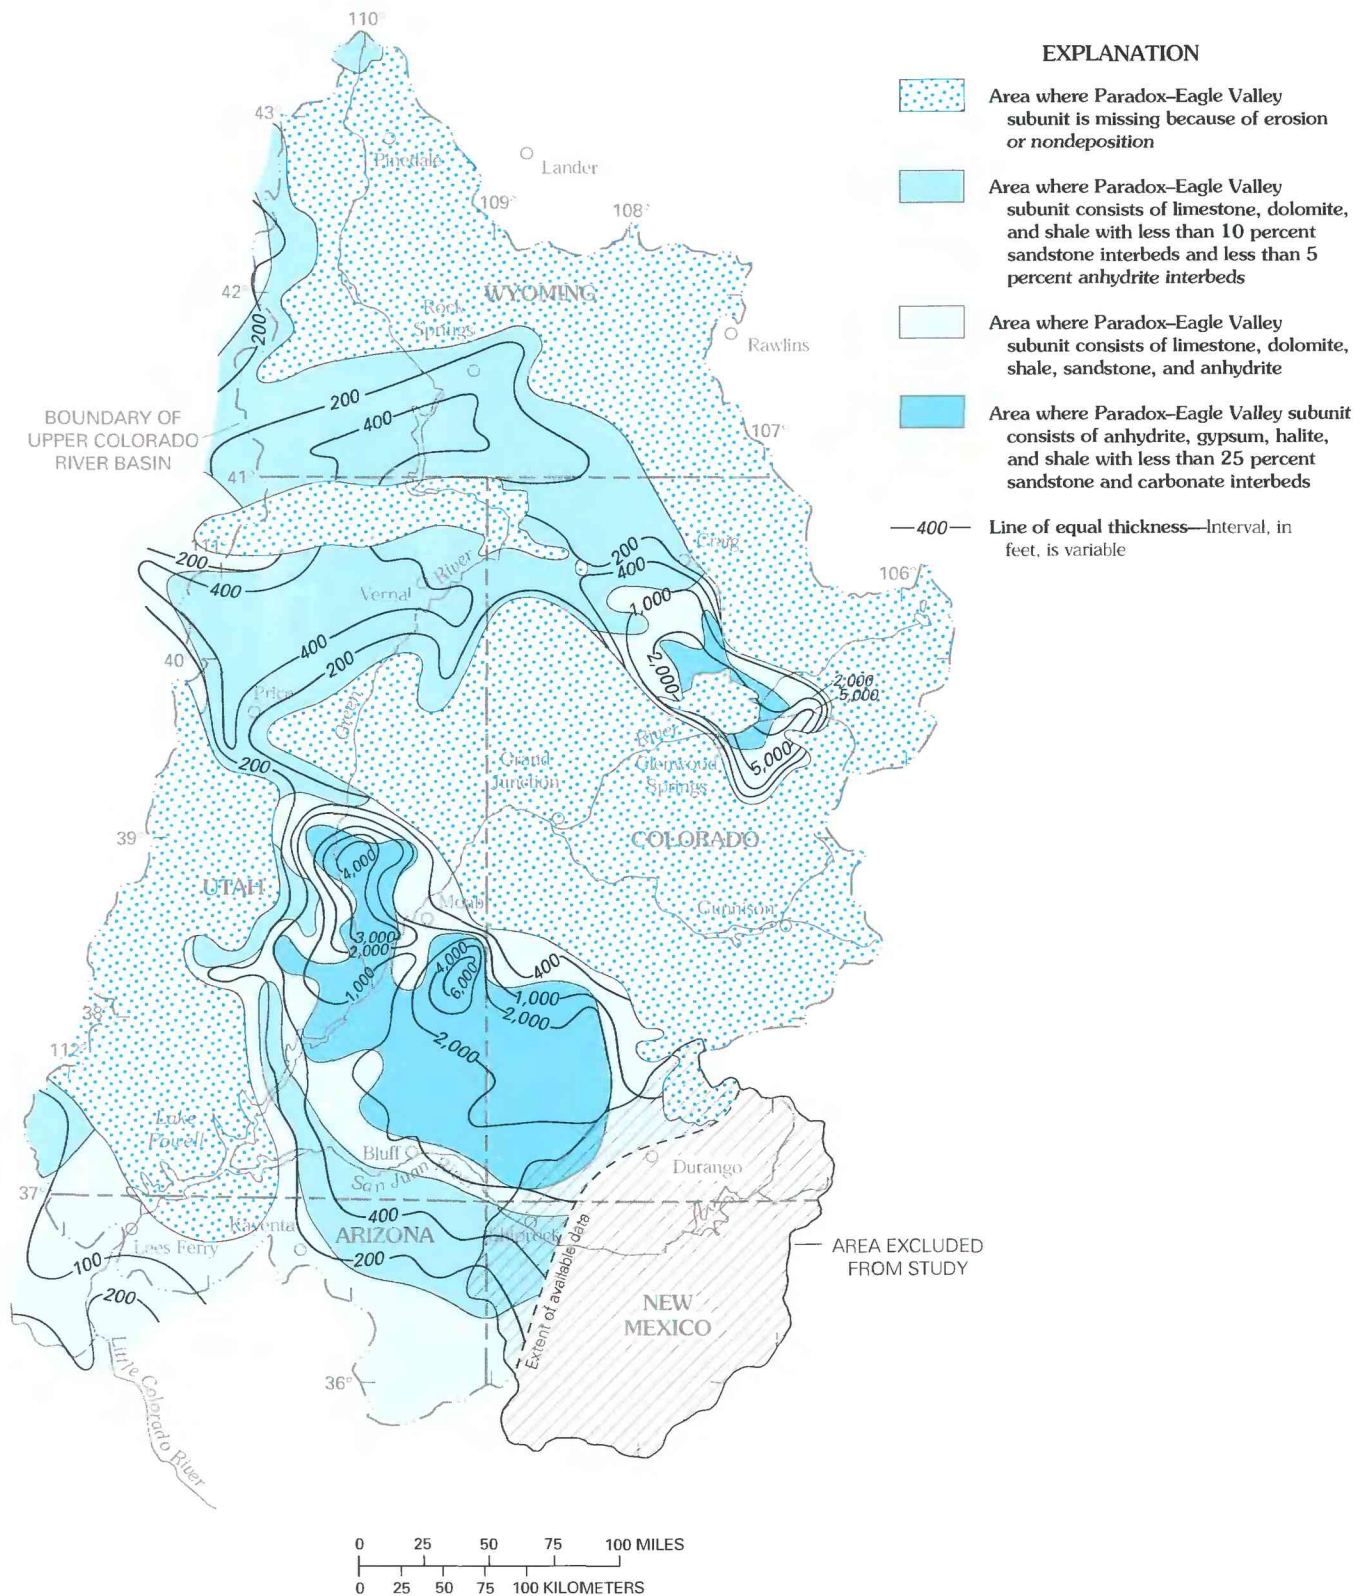 110°
EXPLANATION
Area where Paradox–Eagle Valley
subunit is missing because of erosion
or nondeposition
Area where Paradox–Eagle Valley
subunit consists of limestone, dolomite,
and shale with less than 10 percent
sandstone interbeds and less than 5
percent anhydrite interbeds
Area where Paradox–Eagle Valley
subunit consists of limestone, dolomite,
shale, sandstone, and anhydrite
Area where Paradox–Eagle Valley subunit
consists of anhydrite, gypsum, halite,
and shale with less than 25 percent
sandstone and carbonate interbeds
—400— Line of equal thickness—Interval, in
feet, is variable
43°
Pinedale
Lander
109°
108°
42°
WYOMING
Rock
Springs
200
Rawlins
200
400
BOUNDARY OF
UPPER COLORADO
RIVER BASIN
107°
41°
111°
200
400
Vernal
River
200
400
Craig
106°
1,000
400
200
40°
2,000
2,000
5,000
Price
Green
River
5,000
200
Grand
Junction
Glenwood
Springs
39°
COLORADO
4,000
UTAH
Moab
Gunnison
3,000
2,000
1,000
4,000
6,000
400
1,000
2,000
38°
2,000
112°
Lake
Powell
Bluff
San Juan River
Durango
37°
Kayenta
400
ARIZONA
Shiprock
Lees Ferry
200
AREA EXCLUDED
FROM STUDY
100
200
Extent of available data
NEW
MEXICO
Little Colorado River
36°
0 25 50 75 100 MILES
0 25 50 75 100 KILOMETERS